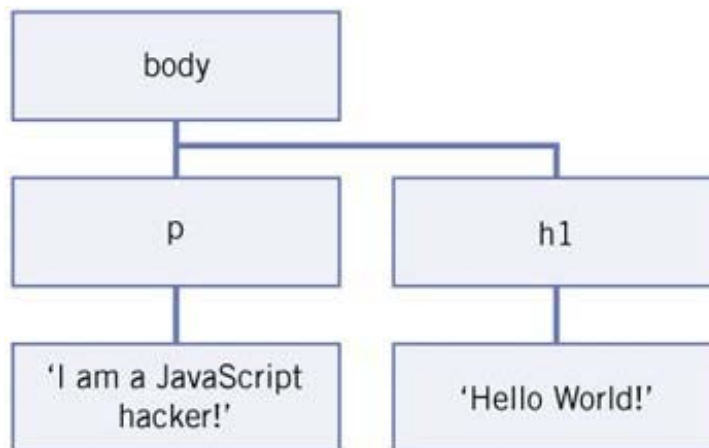 body
p
h1
‘I am a JavaScript
hacker!’
‘Hello World!’